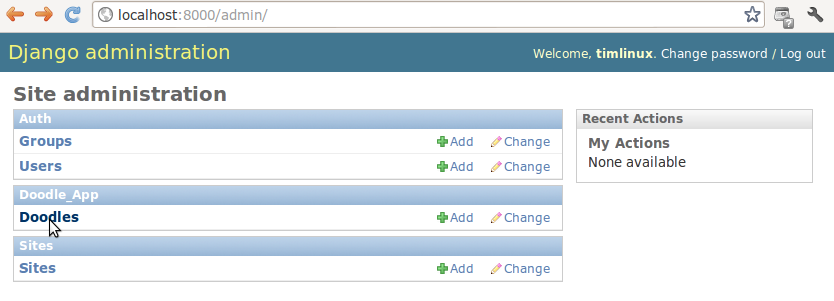 localhost:8000/admin/
Django administration
Welcome, timlinux. Change password / Log out
Site administration
Auth
Groups Add Change
Users Add Change
Doodle_App
Doodles Add Change
Sites
Sites Add Change
Recent Actions
My Actions
None available